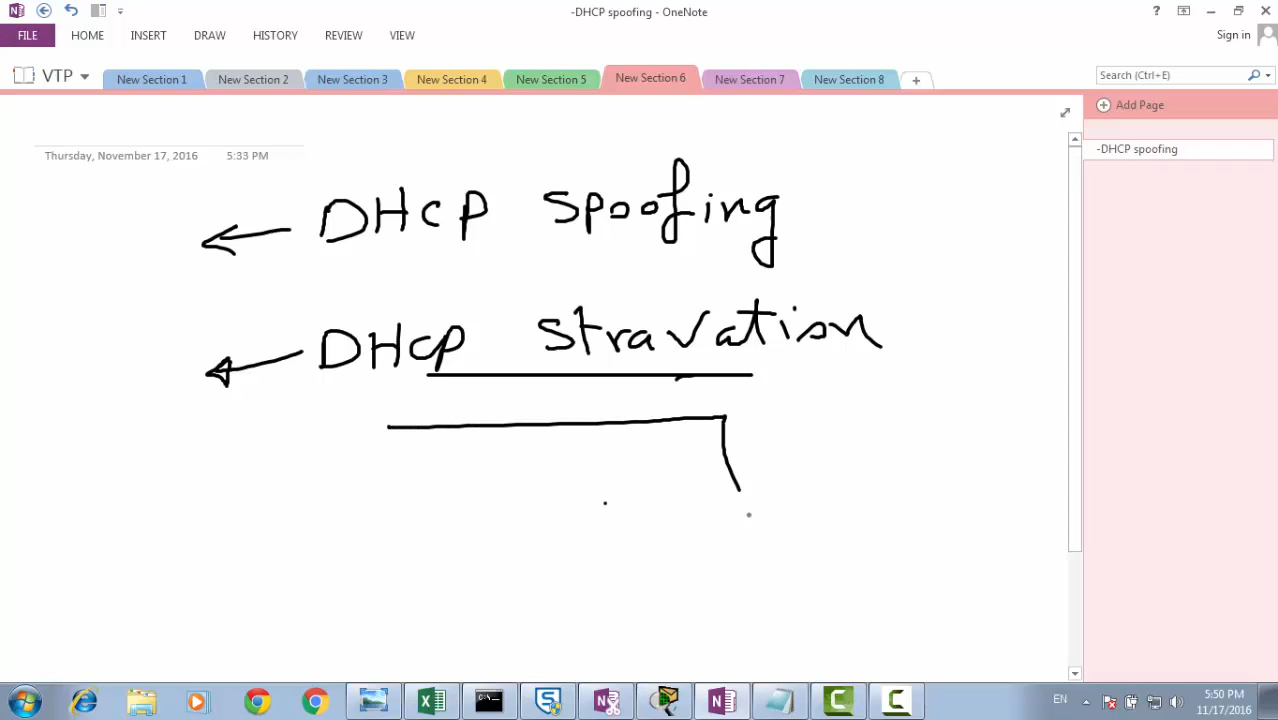 -DHCP spoofing - OneNote
?
Sign in
FILE HOME INSERT DRAW HISTORY REVIEW VIEW
VTP New Section 1 New Section 2 New Section 3 New Section 4 New Section 5 New Section 6 New Section 7 New Section 8
Search (Ctrl+E)
Add Page
-DHCP spoofing
Thursday, November 17, 2016 5:33 PM
DHCP spoofing
DHCP stravation
EN
5:50 PM
11/17/2016